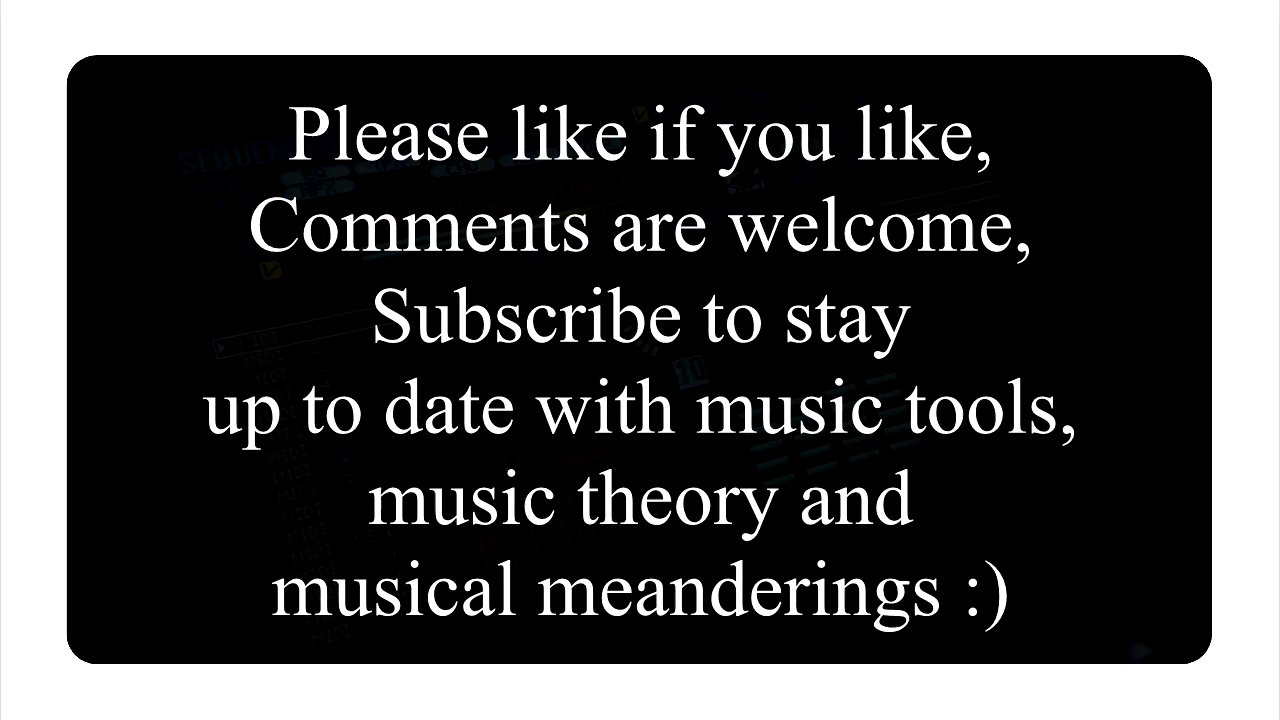 Please like if you like,
Comments are welcome,
Subscribe to stay
up to date with music tools,
music theory and
musical meanderings :)